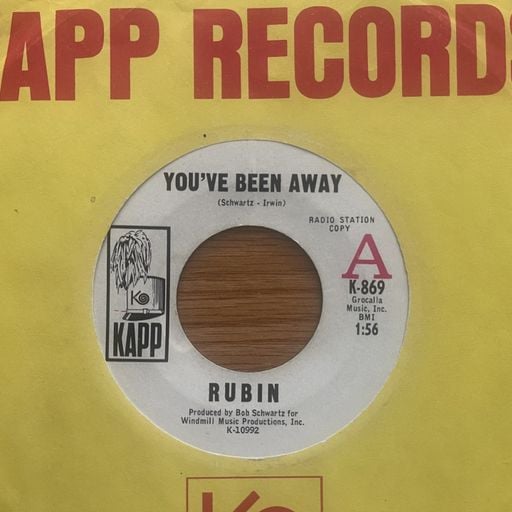 APP RECORDS
YOU'VE BEEN AWAY
(Schwartz - Irwin)
RADIO STATION
COPY
A
K-869
Grocalla
Music, Inc.
BMI
1:56
K
KAPP
RUBIN
Produced by Bob Schwartz for
Windmill Music Productions, Inc.
K-10992
K